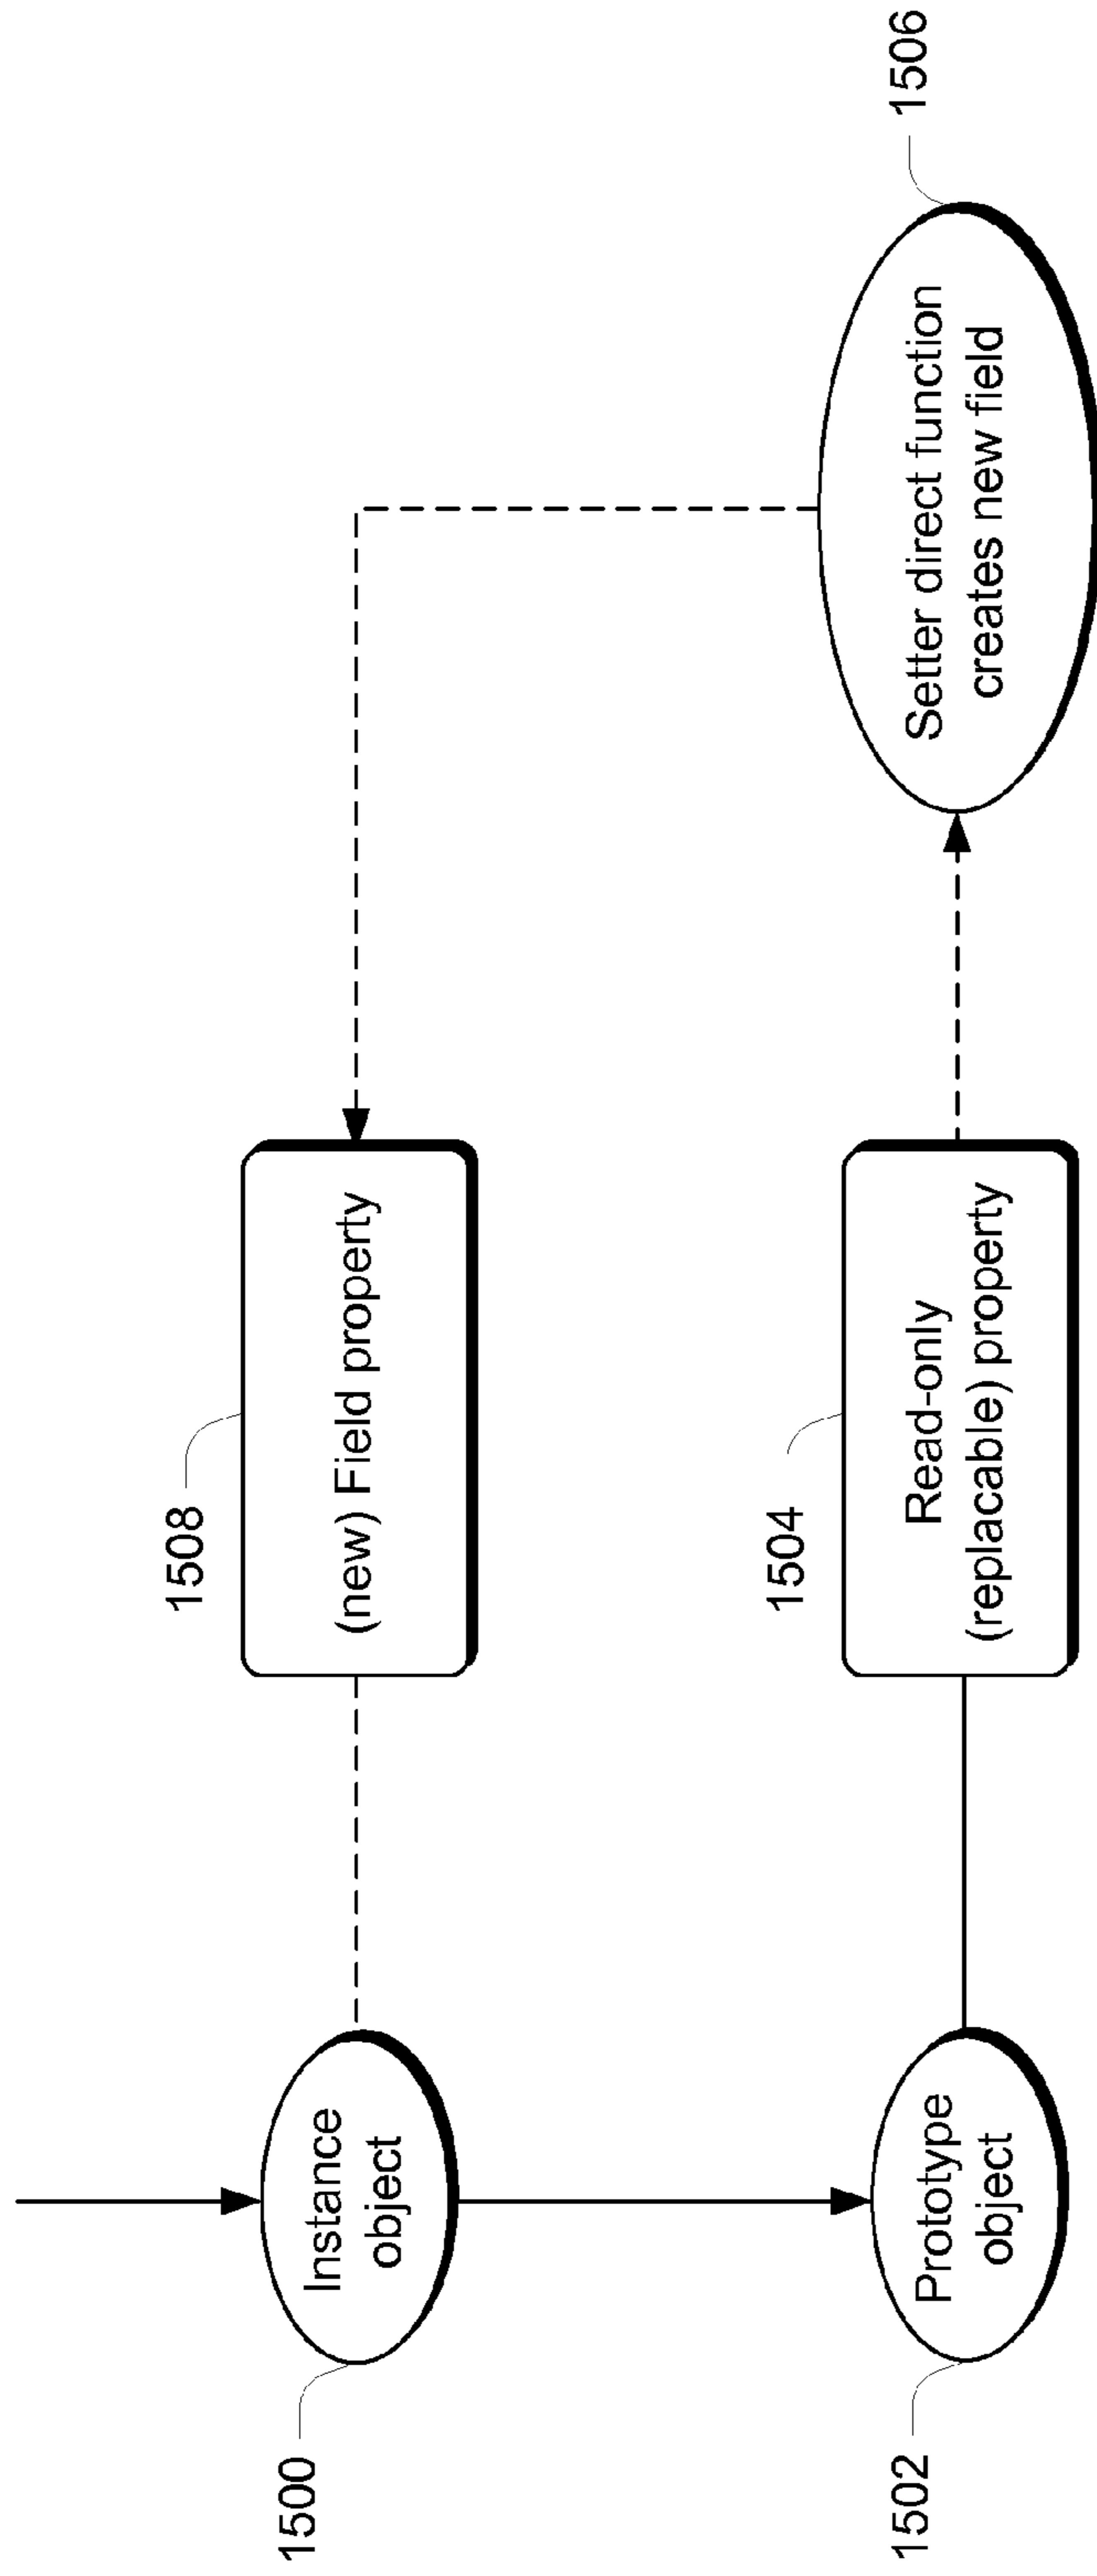 1500
Instance
object
1508
(new) Field property
1502
Prototype
object
1504
Read-only
(replacable) property
1506
Setter direct function
creates new field